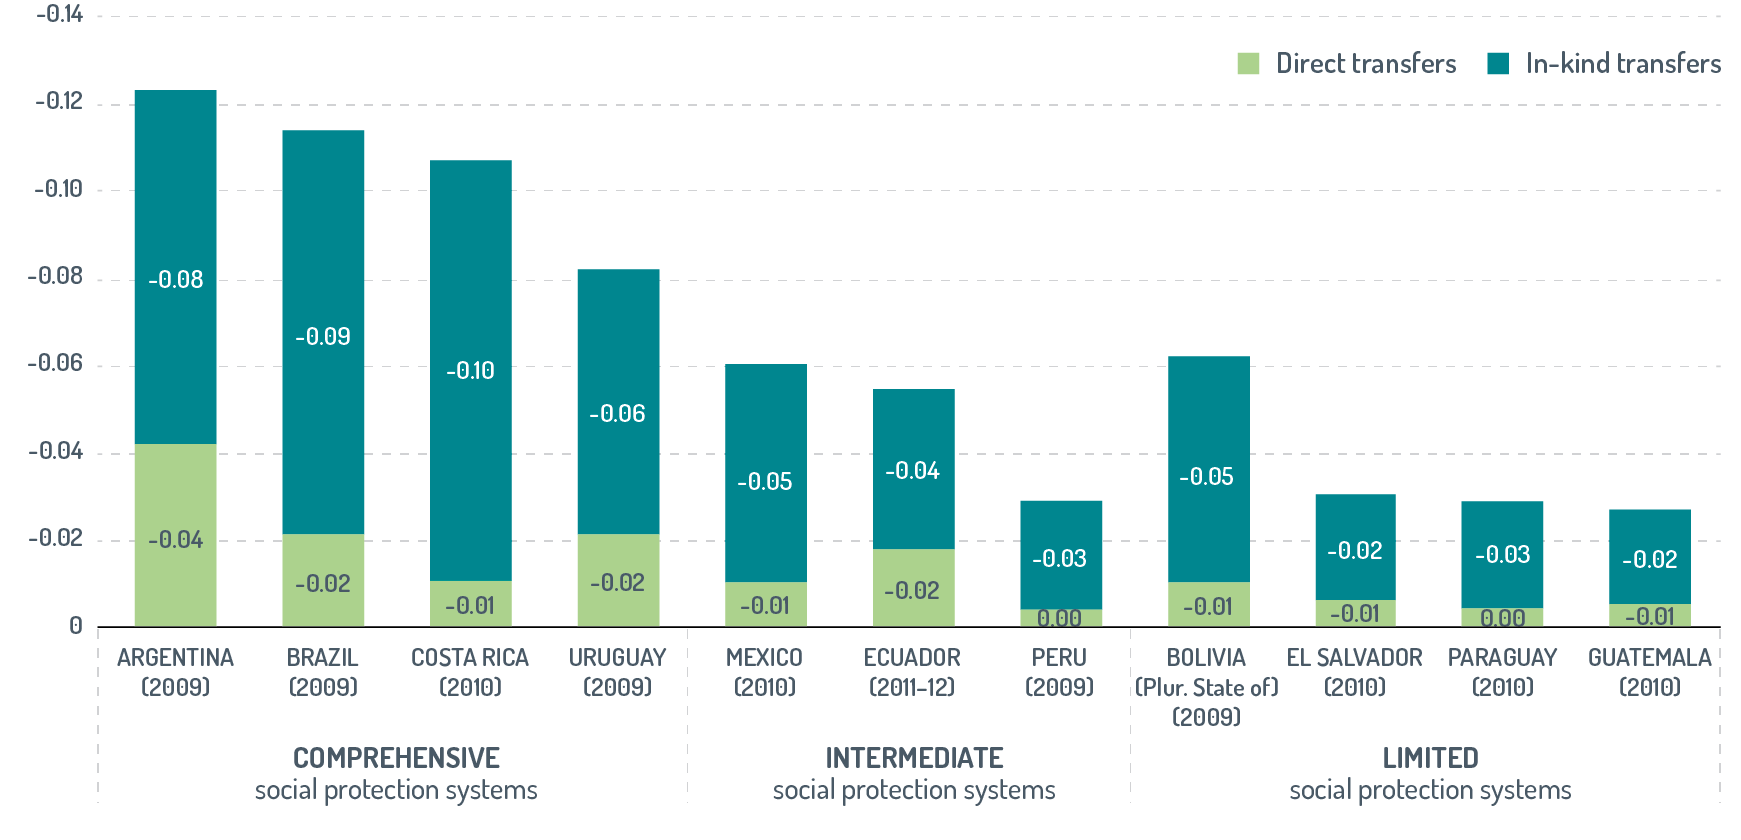 -0.14
-0.12
-0.10
-0.08
-0.06
-0.04
-0.02
0
Direct transfers In-kind transfers
-0.08
-0.09
-0.10
-0.06
-0.05
-0.04
-0.03
-0.05
-0.02
-0.03
-0.02
-0.04
-0.02
-0.01
-0.02
-0.01
-0.02
0.00
-0.01
-0.01
0.00
-0.01
ARGENTINA
(2009)
BRAZIL
(2009)
COSTA RICA
(2010)
URUGUAY
(2009)
MEXICO
(2010)
ECUADOR
(2011-12)
PERU
(2009)
BOLIVIA
(Plur. State of)
(2009)
EL SALVADOR
(2010)
PARAGUAY
(2010)
GUATEMALA
(2010)
COMPREHENSIVE
social protection systems
INTERMEDIATE
social protection systems
LIMITED
social protection systems